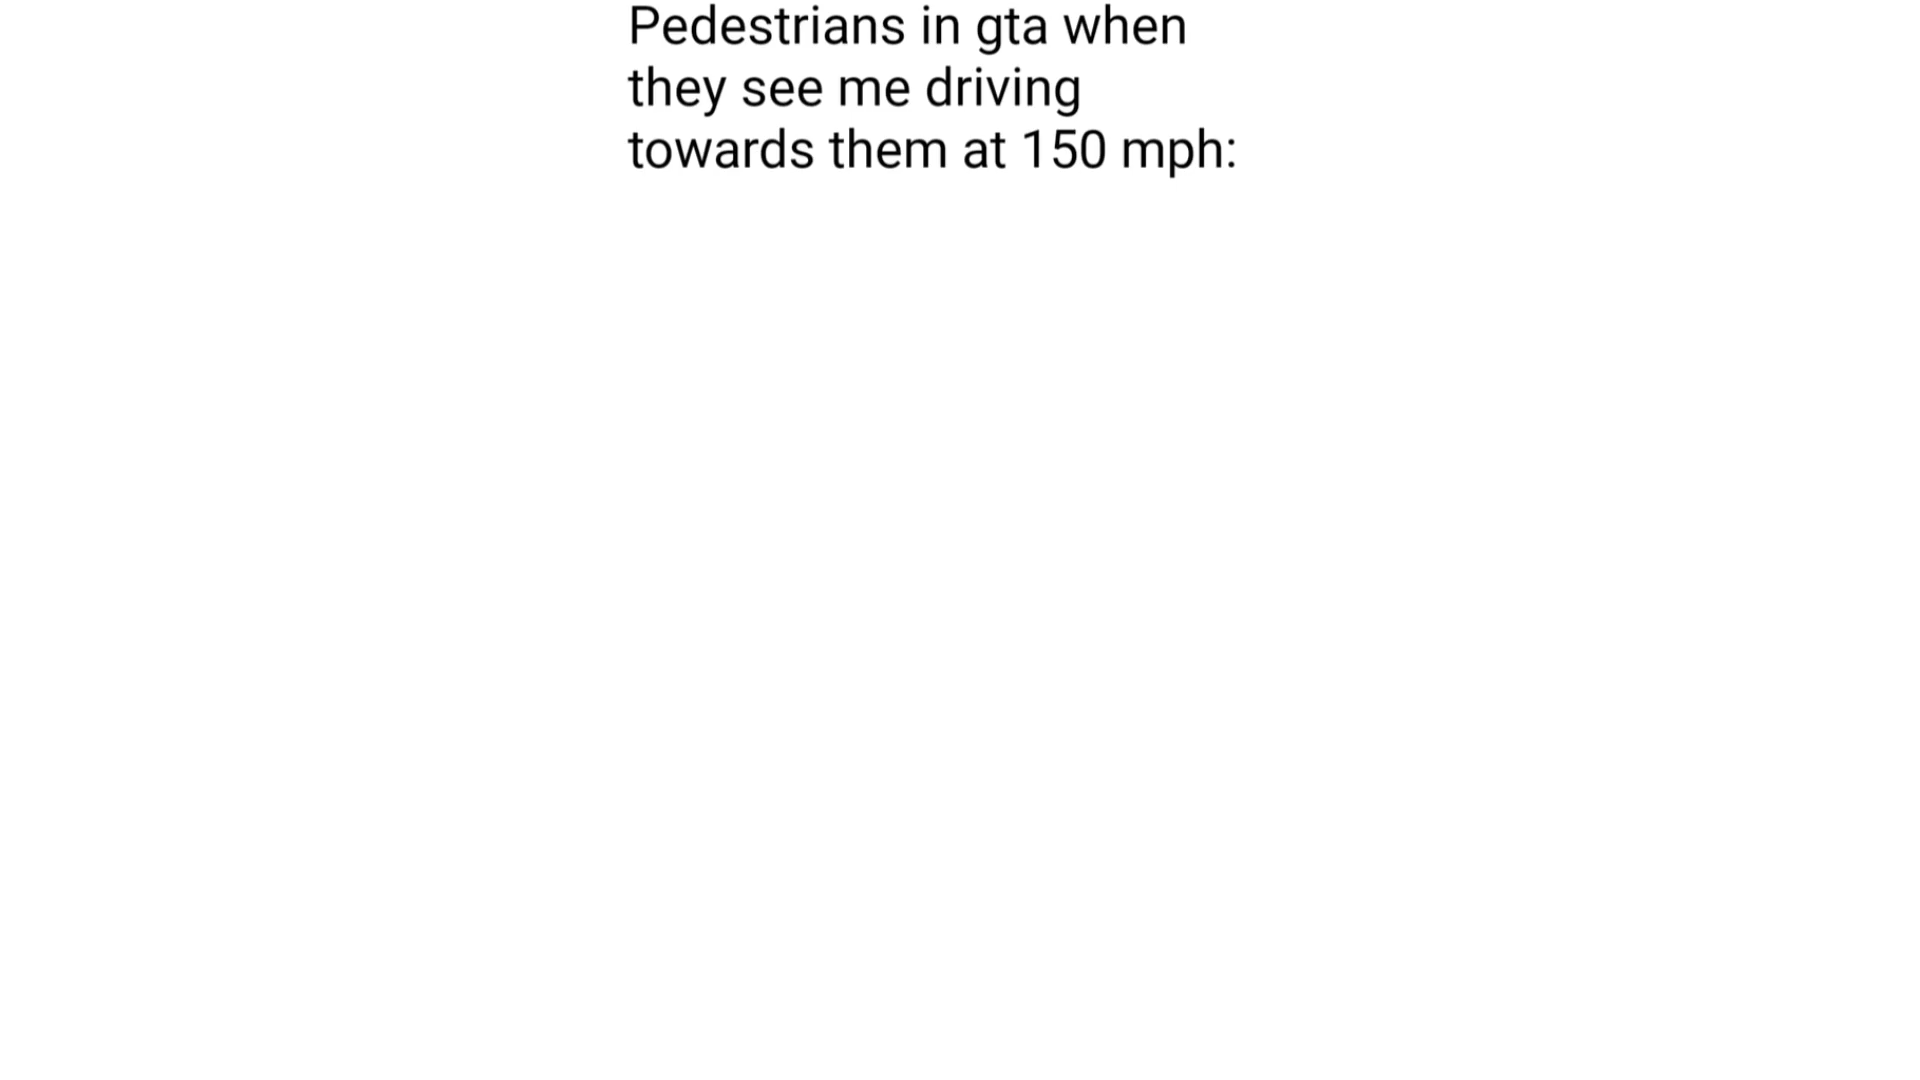 Pedestrians in gta when
they see me driving
towards them at 150 mph: